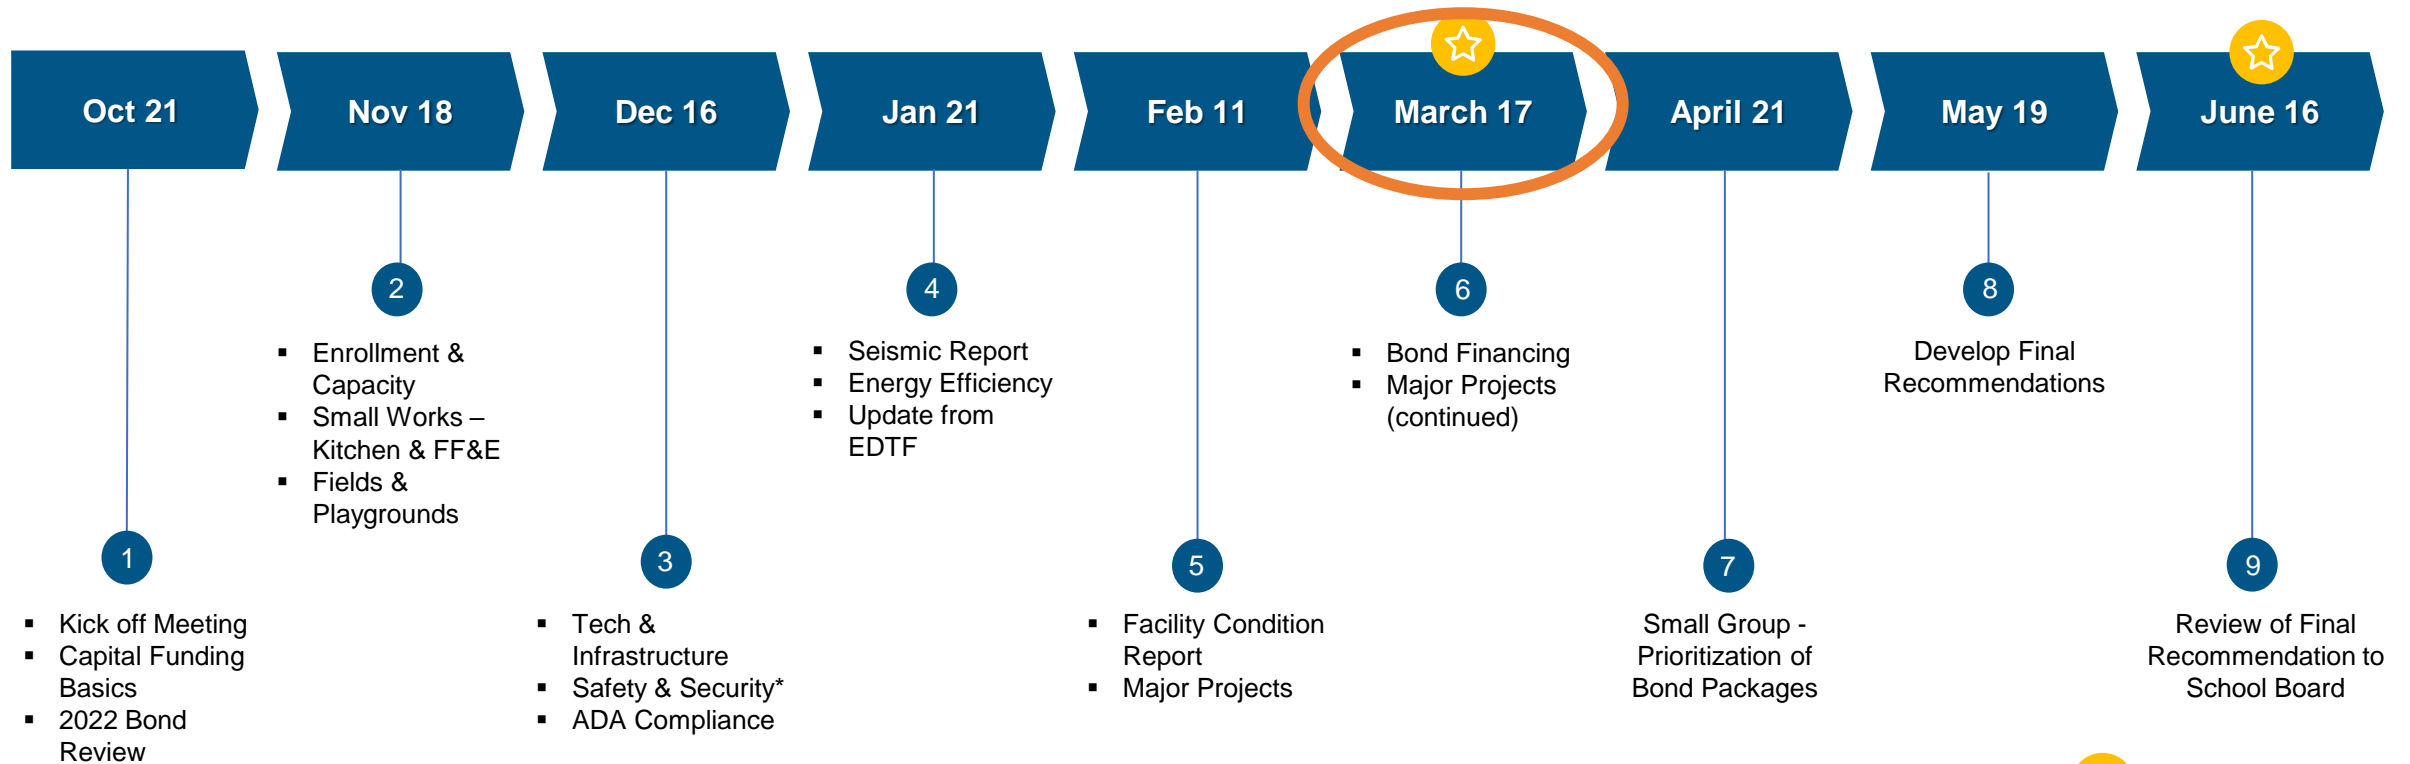 Oct 21
Nov 18
Dec 16
Jan 21
Feb 11
March 17
April 21
May 19
June 16
2
▪ Enrollment &
Capacity
▪ Small Works –
Kitchen & FF&E
▪ Fields &
Playgrounds
4
▪ Seismic Report
▪ Energy Efficiency
▪ Update from
EDTF
6
▪ Bond Financing
▪ Major Projects
(continued)
8
Develop Final
Recommendations
1
▪ Kick off Meeting
▪ Capital Funding
Basics
▪ 2022 Bond
Review
3
▪ Tech &
Infrastructure
▪ Safety & Security*
▪ ADA Compliance
5
▪ Facility Condition
Report
▪ Major Projects
7
Small Group -
Prioritization of
Bond Packages
9
Review of Final
Recommendation to
School Board